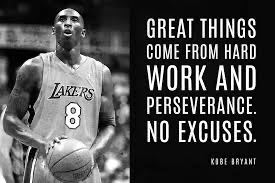 LAKERS
8
GREAT THINGS
COME FROM HARD
WORK AND
PERSEVERANCE.
NO EXCUSES.
KOBE BRYANT